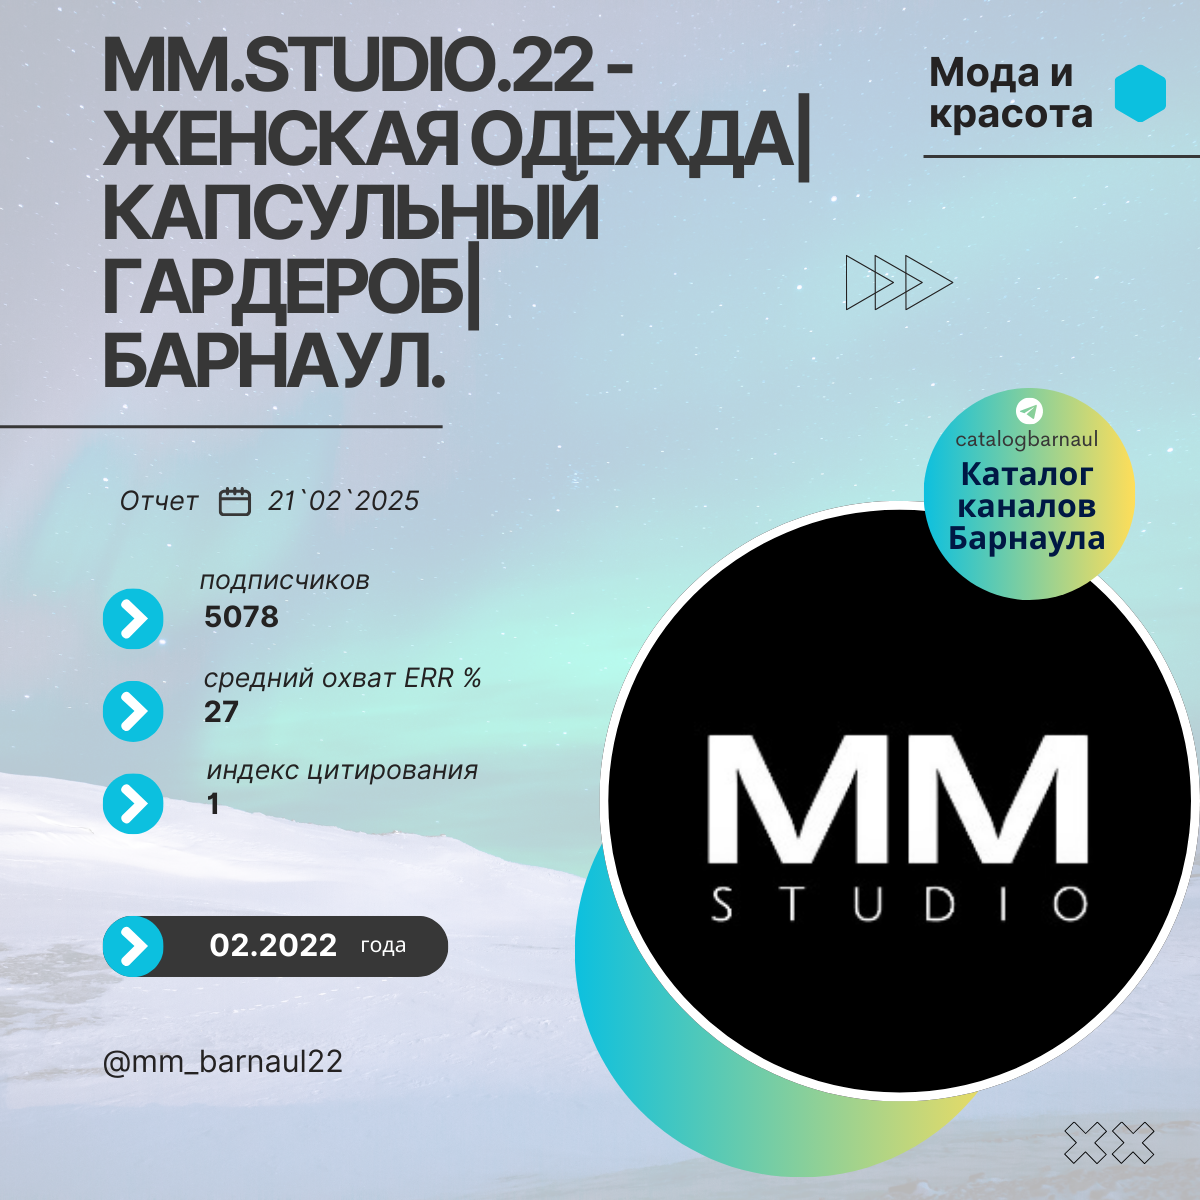 MM.STUDIO.22 -
ЖЕНСКАЯ ОДЕЖДА|
КАПСУЛЬНЫЙ
ГАРДЕРОБ|
БАРНАУЛ.
Мода и
красота
catalogbarnaul
Каталог
каналов
Барнаула
Отчет 21`02`2025
подписчиков
5078
средний охват ERR %
27
индекс цитирования
1
02.2022 года
@mm_barnaul22
MM
STUDIO